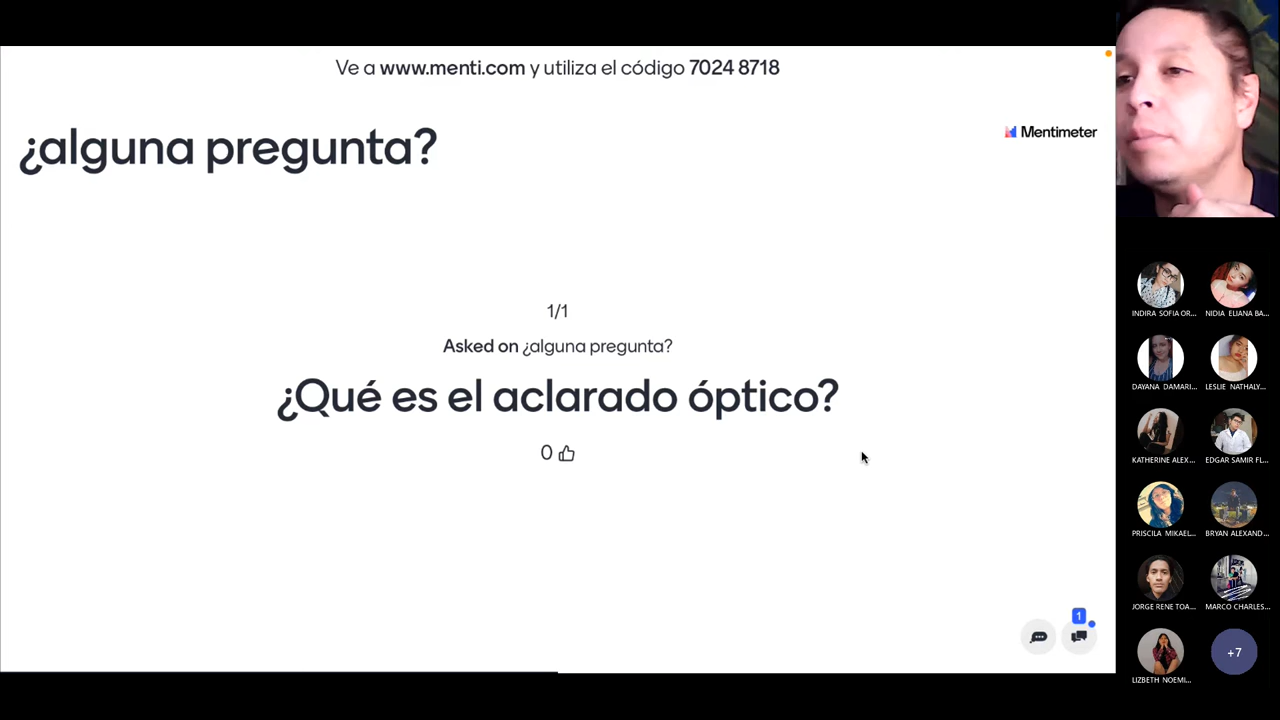 Ve a www.menti.com y utiliza el código 7024 8718
¿alguna pregunta?
Mentimeter
1/1
Asked on ¿alguna pregunta?
¿Qué es el aclarado óptico?
0
1
INDIRA SOFIA OR...
NIDIA ELIANA BA...
DAYANA DAMARI...
LESLIE NATHALY...
KATHERINE ALEX...
EDGAR SAMIR FL...
PRISCILA MIKAEL...
BRYAN ALEXAND...
JORGE RENE TOA...
MARCO CHARLES...
LIZBETH NOEMI...
+7